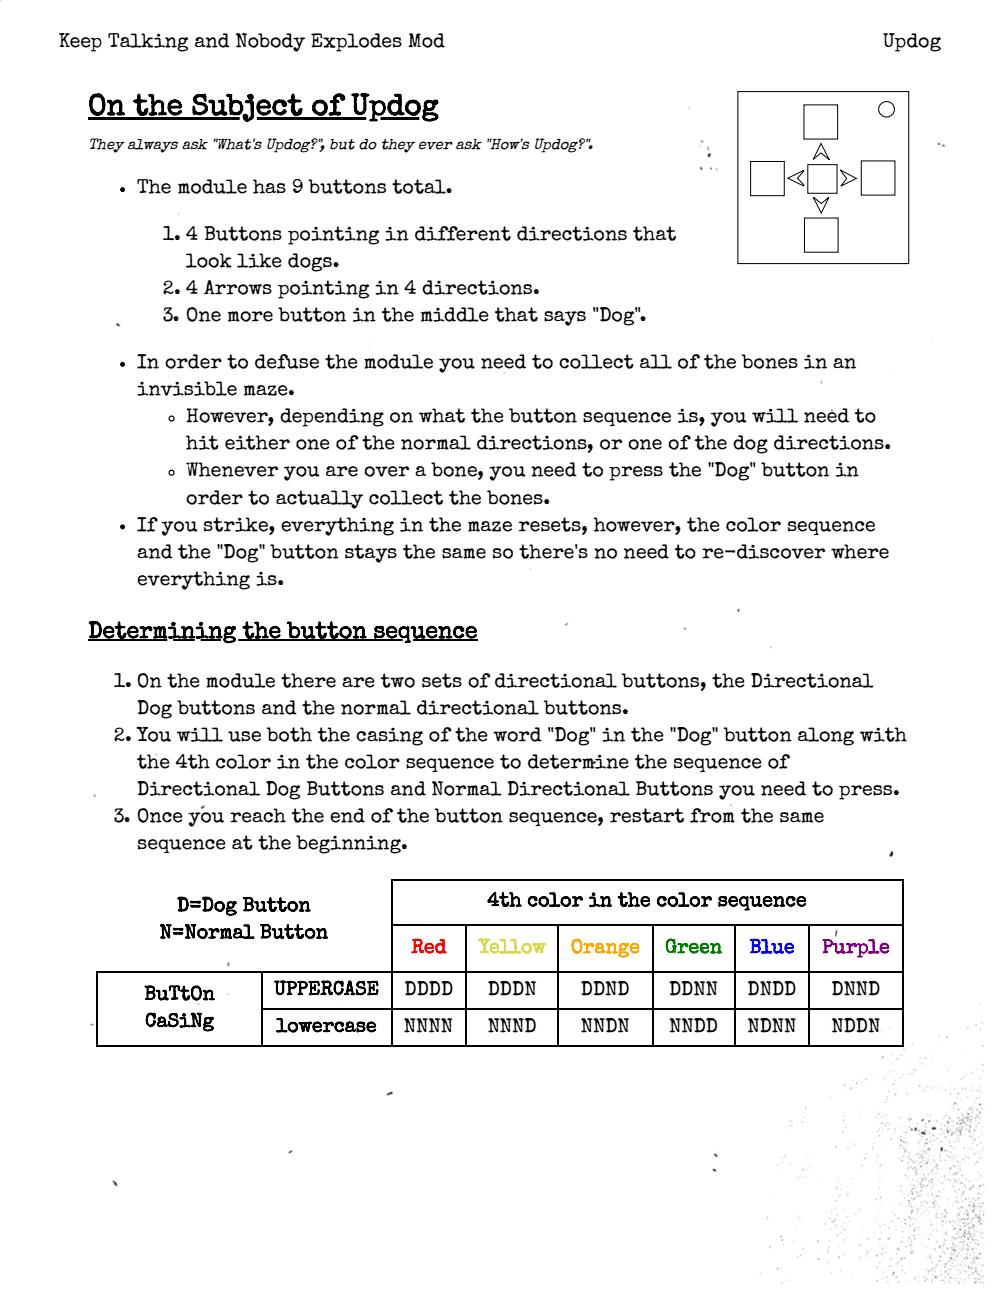 Keep Talking and Nobody Explodes Mod
Updog
On the Subject of Updog
They always ask "What's Updog?", but do they ever ask "How's Updog?".
• The module has 9 buttons total.
1. 4 Buttons pointing in different directions that
look like dogs.
2. 4 Arrows pointing in 4 directions.
3. One more button in the middle that says "Dog".
• In order to defuse the module you need to collect all of the bones in an
invisible maze.
◦ However, depending on what the button sequence is, you will need to
hit either one of the normal directions, or one of the dog directions.
◦ Whenever you are over a bone, you need to press the "Dog" button in
order to actually collect the bones.
• If you strike, everything in the maze resets, however, the color sequence
and the "Dog" button stays the same so there's no need to re-discover where
everything is.
Determining the button sequence
1. On the module there are two sets of directional buttons, the Directional
Dog buttons and the normal directional buttons.
2. You will use both the casing of the word "Dog" in the "Dog" button along with
the 4th color in the color sequence to determine the sequence of
Directional Dog Buttons and Normal Directional Buttons you need to press.
3. Once you reach the end of the button sequence, restart from the same
sequence at the beginning.
D=Dog Button
N=Normal Button
4th color in the color sequence
Red Yellow Orange Green Blue Purple
BuTtOn
CaSiNg
UPPERCASE DDDD DDDN DDND DDNN DNDD DNND
lowercase NNNN NNND NNDN NNDD NDNN NDDN